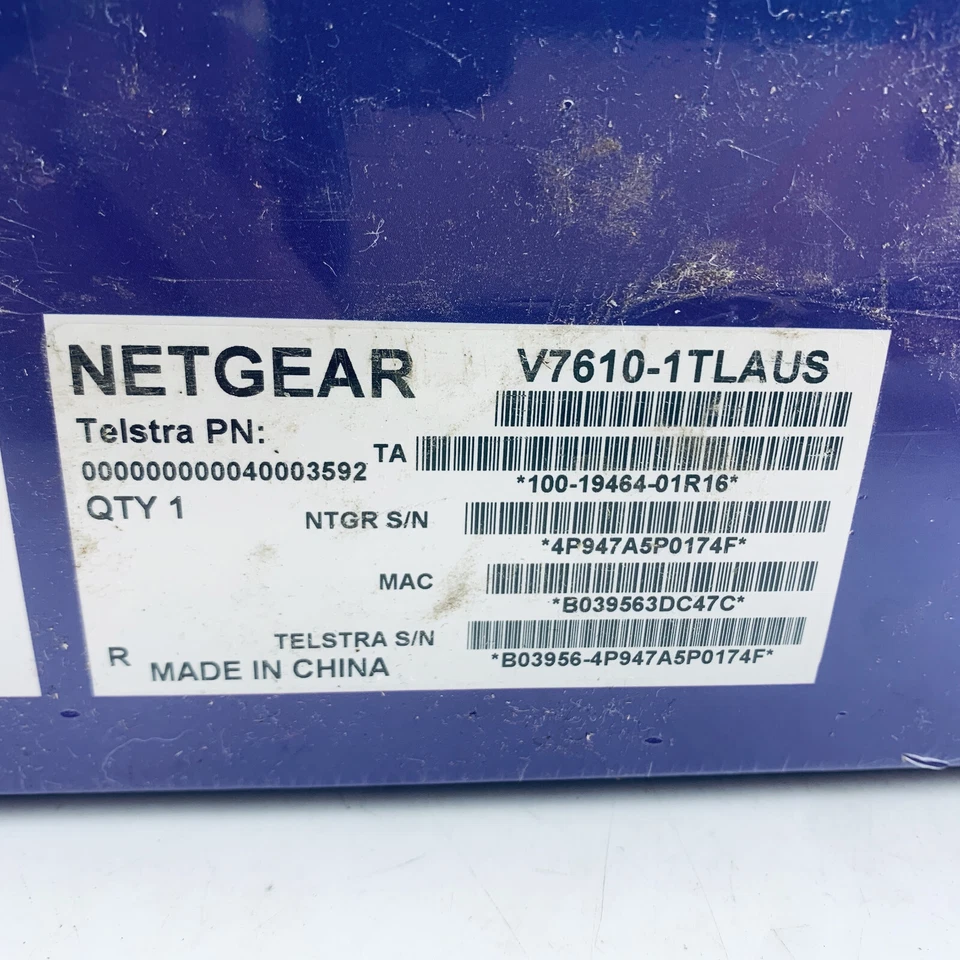 NETGEAR V7610-1TLAUS
Telstra PN:
000000000040003592 TA
*100-19464-01R16*
QTY 1
NTGR S/N
*4P947A5P0174F*
MAC
*B039563DC47C*
TELSTRA S/N
*B03956-4P947A5P0174F*
R MADE IN CHINA